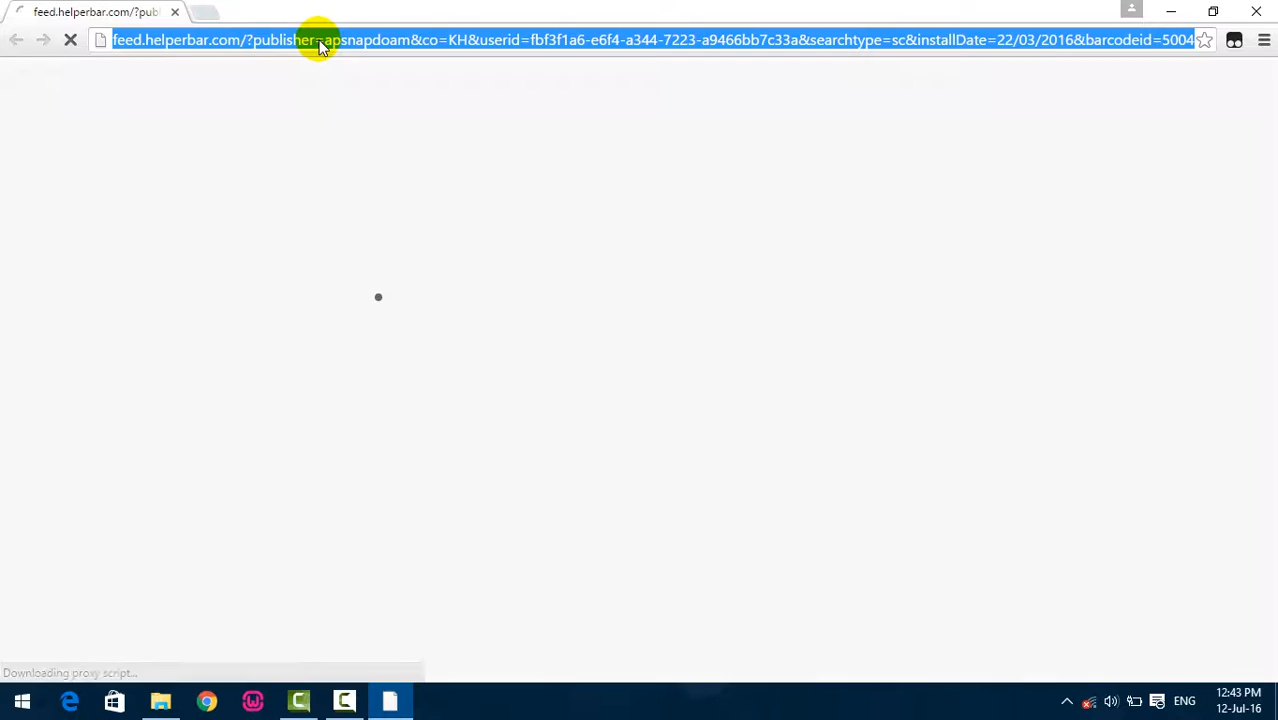 feed.helperbar.com/?publ
feed.helperbar.com/?publisher=apsnapdoam&co=KH&userid=fbf3f1a6-e6f4-a344-7223-a9466bb7c33a&searchtype=sc&installDate=22/03/2016&barcodeid=5004
Downloading proxy script...
ENG
12:43 PM
12-Jul-16